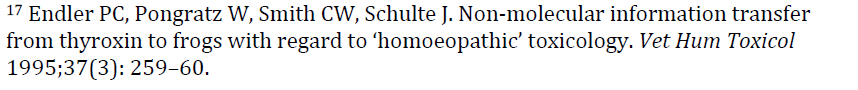 ¹⁷ Endler PC, Pongratz W, Smith CW, Schulte J. Non-molecular information transfer
from thyroxin to frogs with regard to ‘homoeopathic’ toxicology. Vet Hum Toxicol
1995;37(3): 259–60.